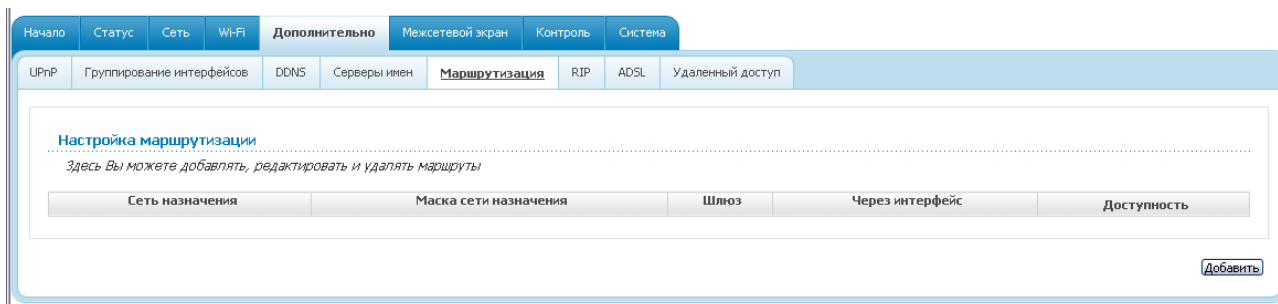 Начало Статус Сеть Wi-Fi Дополнительно Межсетевой экран Контроль Система
UPnP Группирование интерфейсов DDNS Серверы имен Маршрутизация RIP ADSL Удаленный доступ
Настройка маршрутизации
Здесь Вы можете добавлять, редактировать и удалять маршруты
Сеть назначения Маска сети назначения Шлюз Через интерфейс Доступность
Добавить